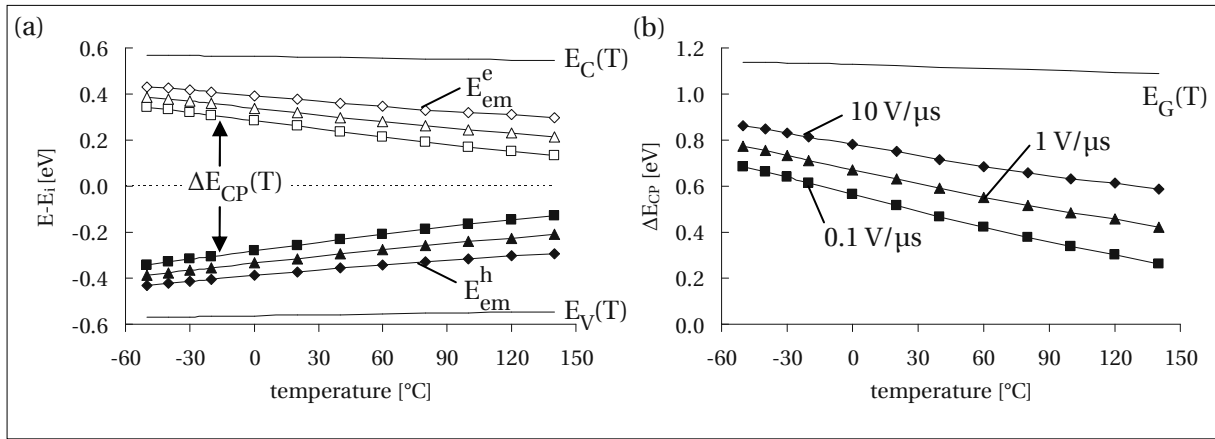 (a)
0.6
0.4
0.2
0.0
-0.2
-0.4
-0.6
E-Eᵢ [eV]
E_C(T)
E^e_em
ΔE_CP(T)
E^h_em
E_V(T)
-60 -30 0 30 60 90 120 150
temperature [°C]
(b)
1.2
1.0
0.8
0.6
0.4
0.2
0.0
ΔE_CP [eV]
E_G(T)
10 V/µs
1 V/µs
0.1 V/µs
-60 -30 0 30 60 90 120 150
temperature [°C]